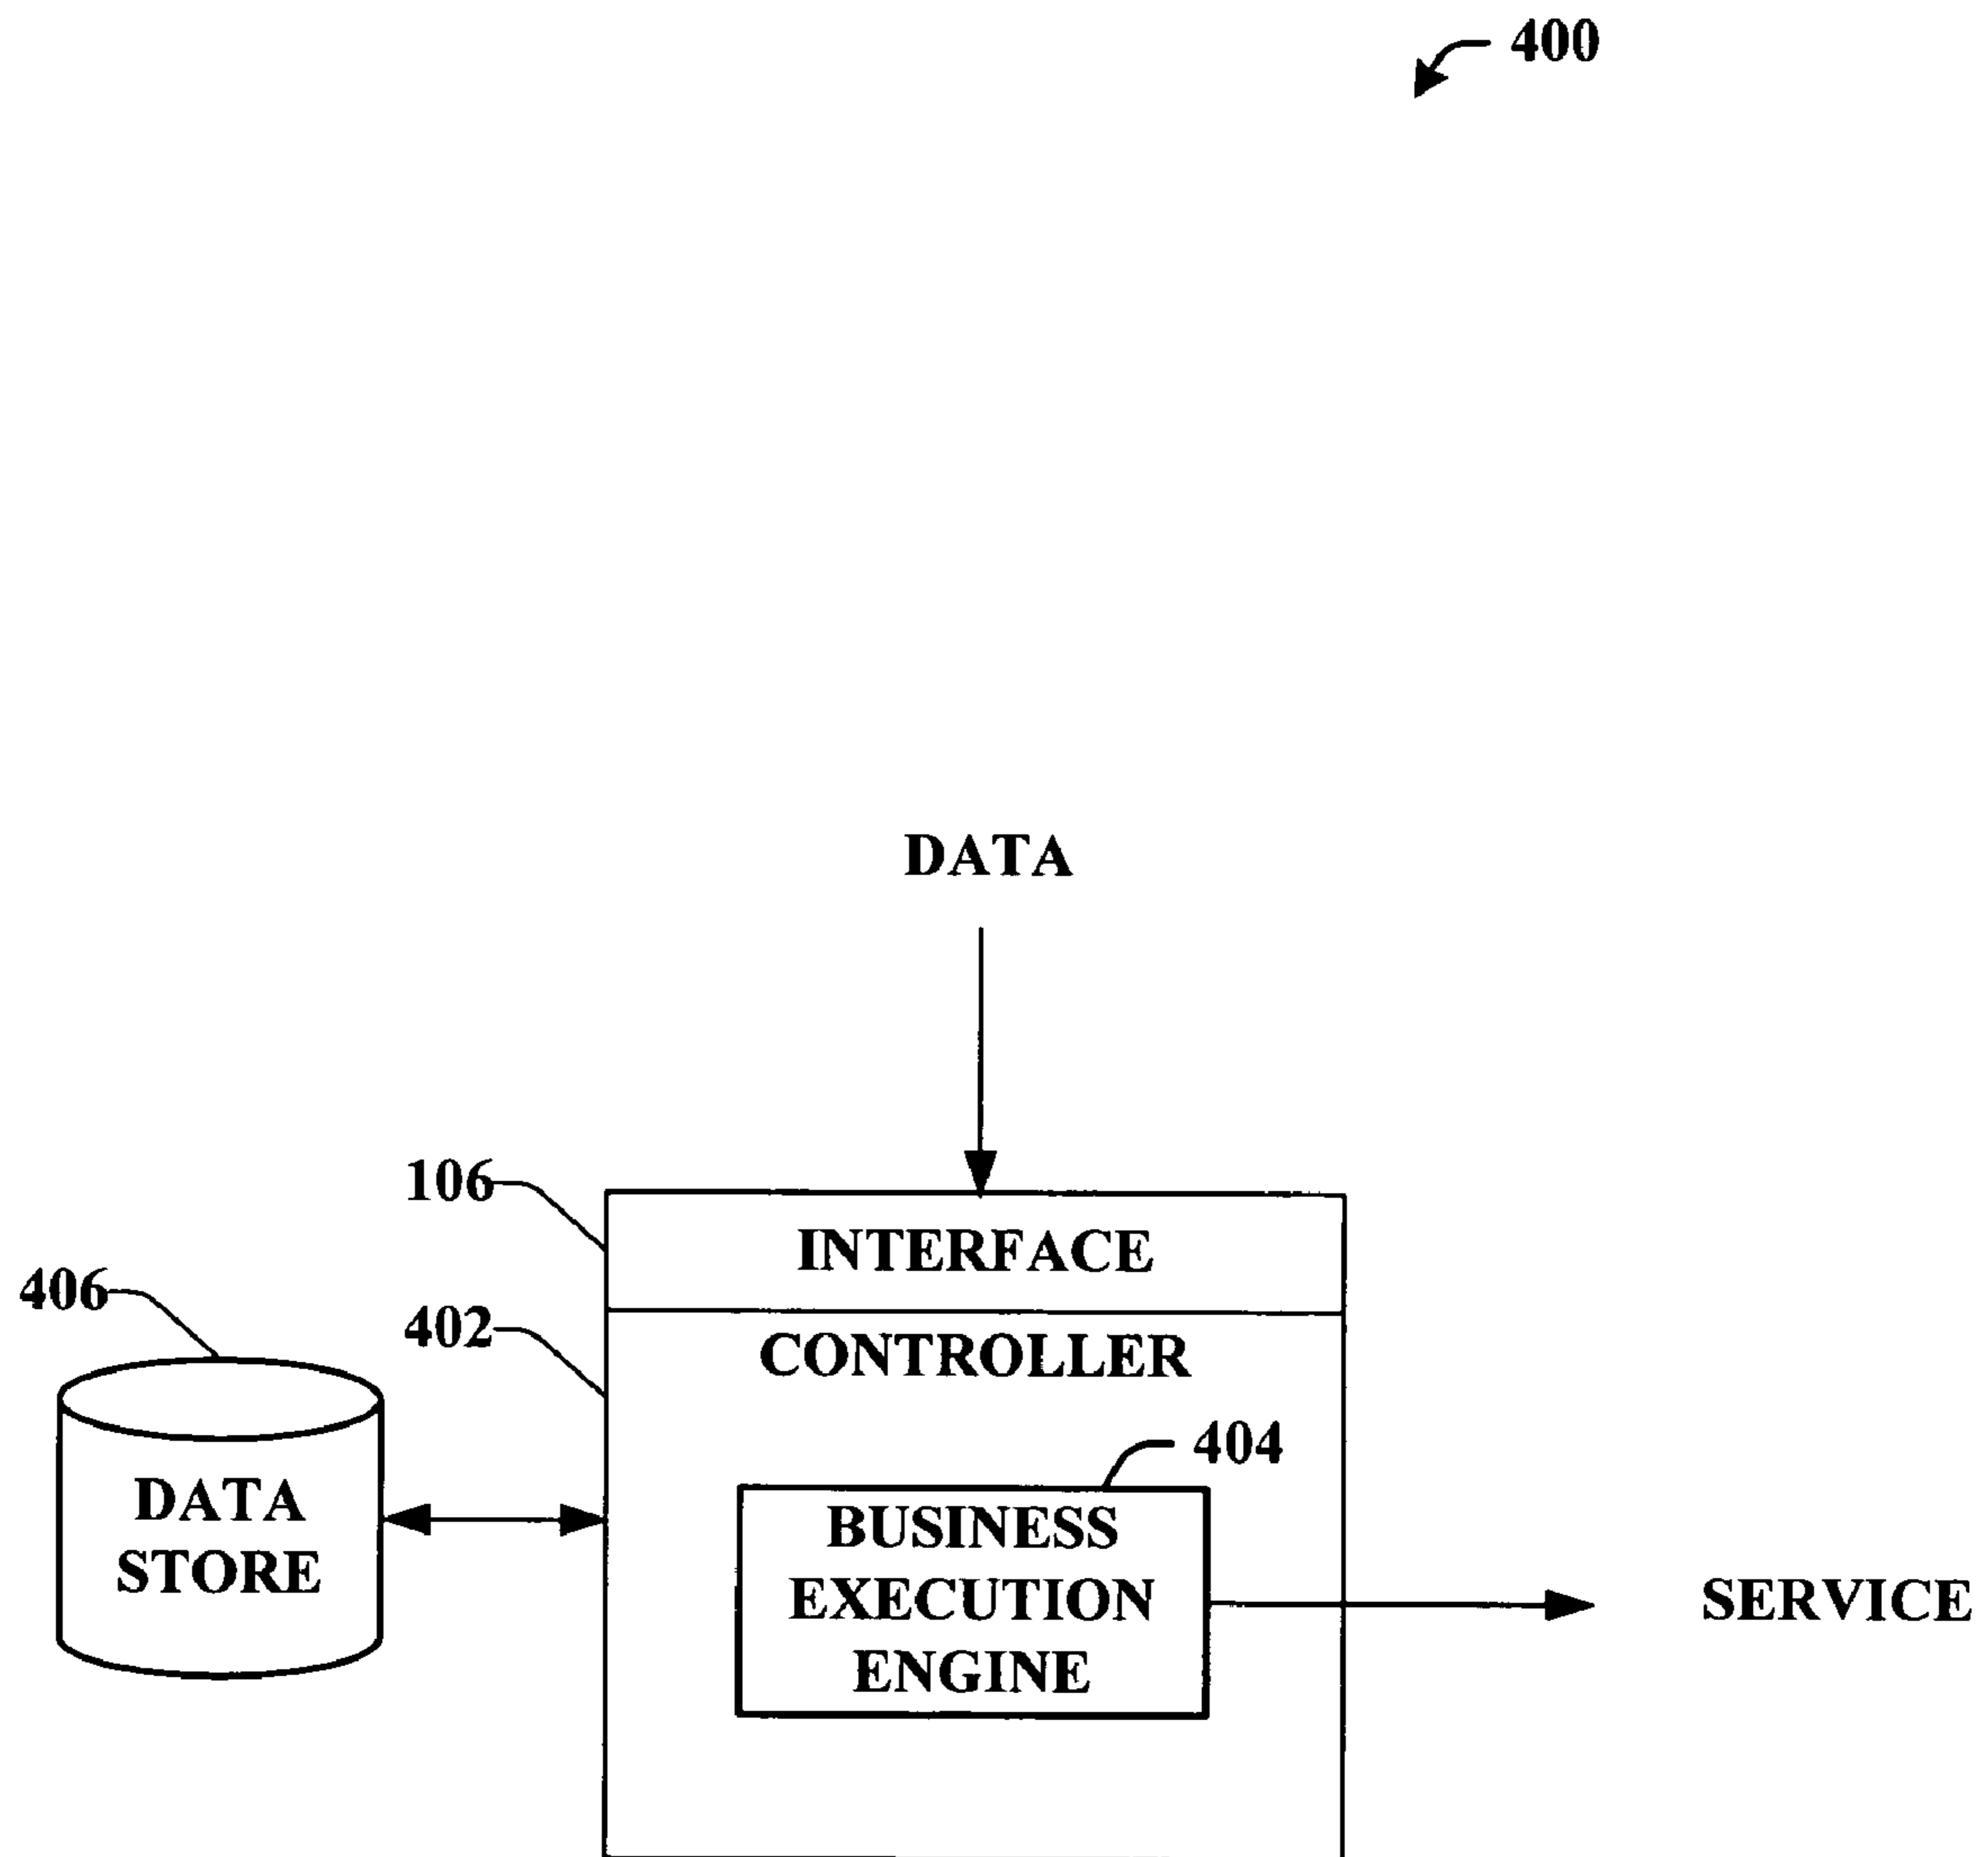 400
DATA
106
INTERFACE
406
402
CONTROLLER
404
DATA
STORE
BUSINESS
EXECUTION
ENGINE
SERVICE